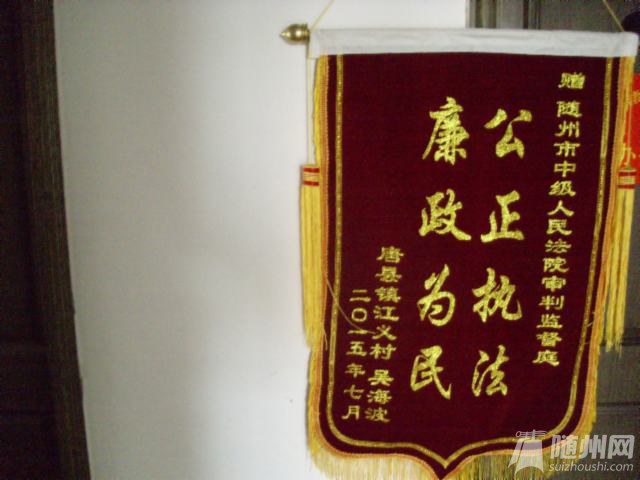 赠 随州市中级人民法院审判监督庭
公正执法
廉政为民
唐县镇江义村 吴海波
二〇一五年七月
随州网
suizhoushi.com